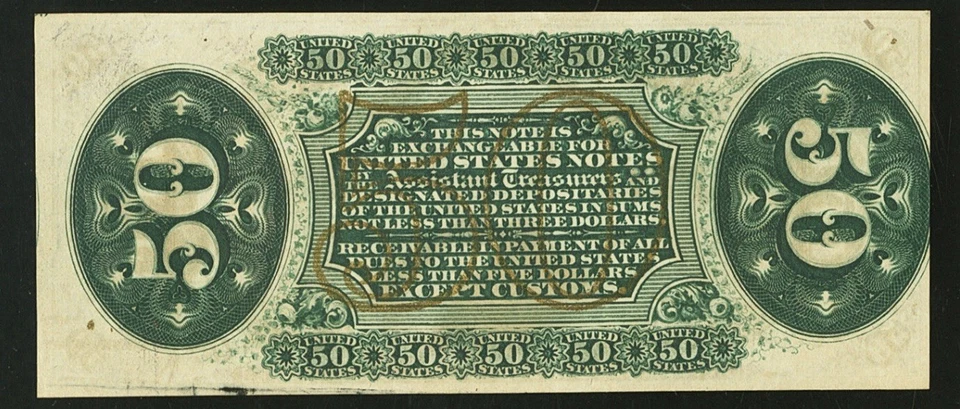 UNITED 50 STATES UNITED 50 STATES UNITED 50 STATES UNITED 50 STATES UNITED 50 STATES
50
THIS NOTE IS
EXCHANGEABLE FOR
UNITED STATES NOTES
BY THE Assistant Treasurers AND
DESIGNATED DEPOSITARIES
OF THE UNITED STATES IN SUMS
NOT LESS THAN THREE DOLLARS.
RECEIVABLE IN PAYMENT OF ALL
DUES TO THE UNITED STATES
LESS THAN FIVE DOLLARS
EXCEPT CUSTOMS.
50
50
UNITED 50 STATES UNITED 50 STATES UNITED 50 STATES UNITED 50 STATES UNITED 50 STATES